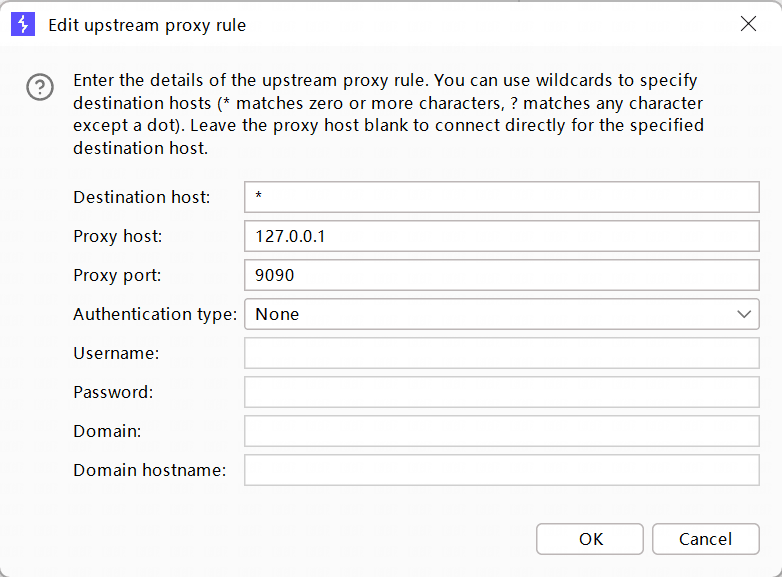 Edit upstream proxy rule
Enter the details of the upstream proxy rule. You can use wildcards to specify
destination hosts (* matches zero or more characters, ? matches any character
except a dot). Leave the proxy host blank to connect directly for the specified
destination host.
Destination host: *
Proxy host: 127.0.0.1
Proxy port: 9090
Authentication type: None
Username:
Password:
Domain:
Domain hostname:
OK Cancel